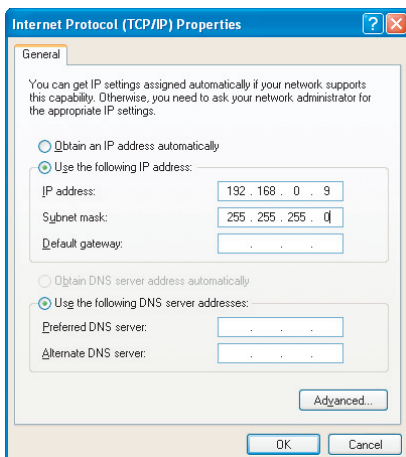 Internet Protocol (TCP/IP) Properties
General
You can get IP settings assigned automatically if your network supports
this capability. Otherwise, you need to ask your network administrator for
the appropriate IP settings.
Obtain an IP address automatically
Use the following IP address:
IP address: 192 . 168 . 0 . 9
Subnet mask: 255 . 255 . 255 . 0
Default gateway: . . .
Obtain DNS server address automatically
Use the following DNS server addresses:
Preferred DNS server: . . .
Alternate DNS server: . . .
Advanced...
OK Cancel